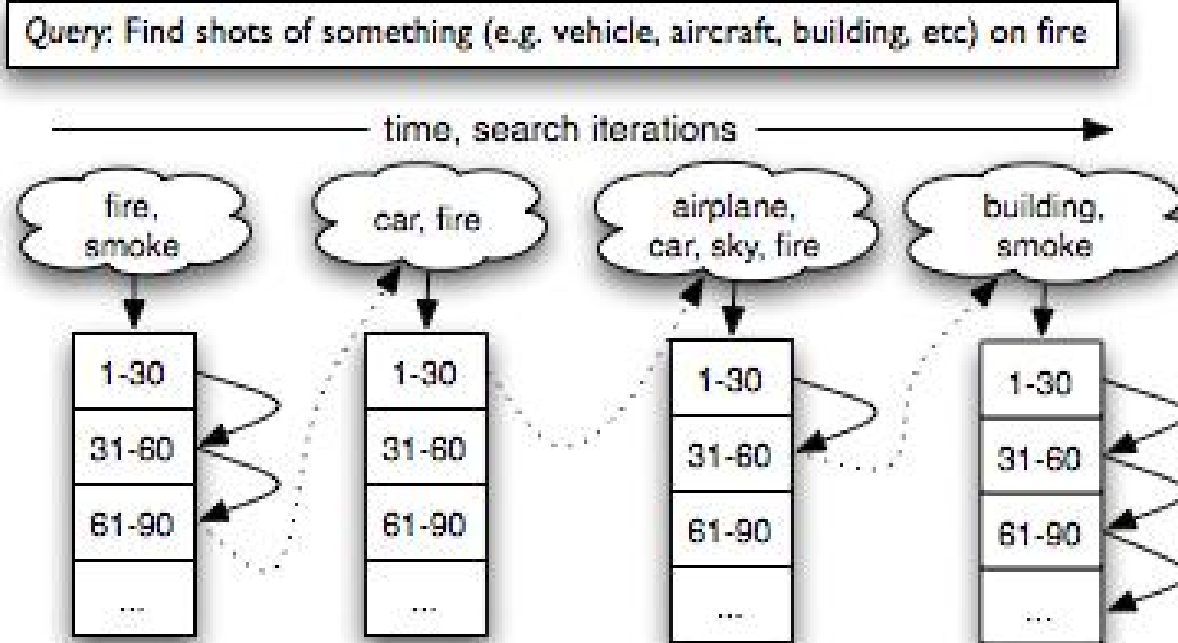 Query: Find shots of something (e.g. vehicle, aircraft, building, etc) on fire
time, search iterations
fire,
smoke
car, fire
airplane,
car, sky, fire
building,
smoke
1-30
31-60
61-90
...
1-30
31-60
61-90
...
1-30
31-60
61-90
...
1-30
31-60
61-90
...